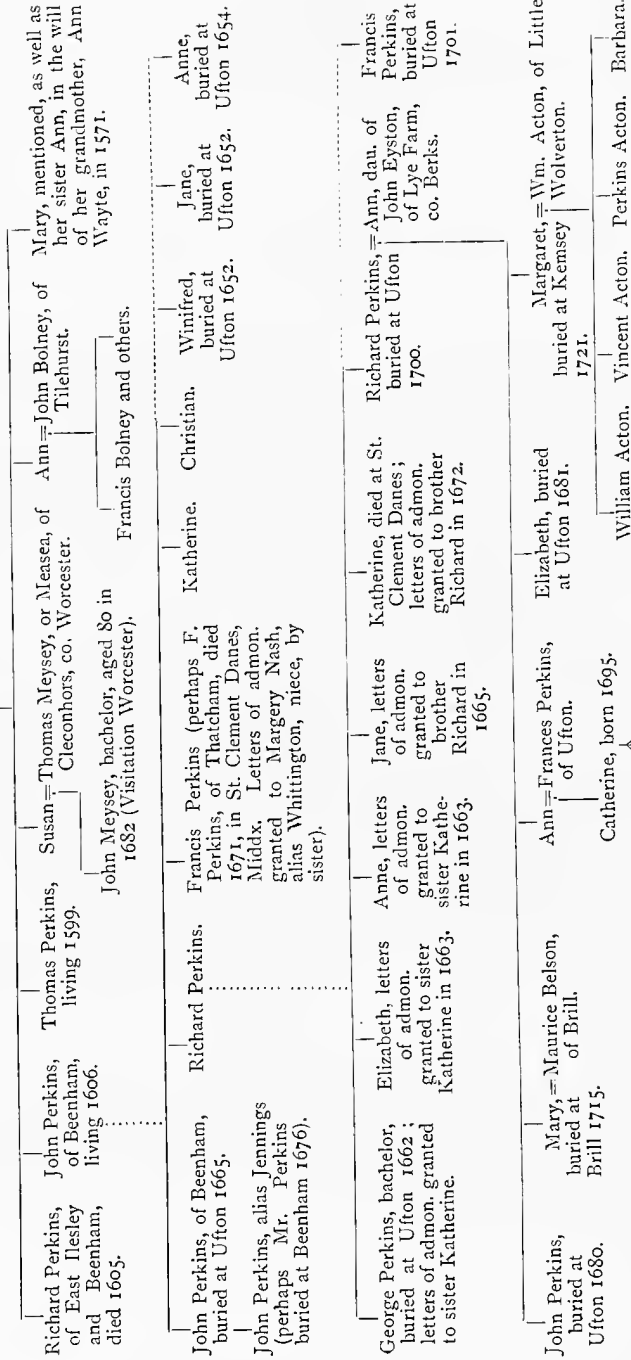 Richard Perkins,
of East Ilesley
and Beenham,
died 1605.
John Perkins,
of Beenham,
living 1606.
Thomas Perkins,
living 1599.
Susan=Thomas Meysey, or Measea, of
Cleconhors, co. Worcester.
John Meysey, bachelor, aged 80 in
1682 (Visitation Worcester).
Ann=John Bolney, of
Tilehurst.
Francis Bolney and others.
Mary, mentioned, as well as
her sister Ann, in the will
of her grandmother, Ann
Wayte, in 1571.
John Perkins, of Beenham,
buried at Ufton 1665.
John Perkins, alias Jennings
(perhaps Mr. Perkins
buried at Beenham 1676).
Richard Perkins.
Francis Perkins (perhaps F.
Perkins, of Thatcham, died
1671, in St. Clement Danes,
Middx. Letters of admon.
granted to Margery Nash,
alias Whittington, niece, by
sister).
Katherine.
Christian.
Winifred,
buried at
Ufton 1652.
Jane,
buried at
Ufton 1652.
Anne,
buried at
Ufton 1654.
George Perkins, bachelor,
buried at Ufton 1662;
letters of admon. granted
to sister Katherine.
Elizabeth, letters
of admon.
granted to sister
Katherine in 1663.
Anne, letters
of admon.
granted to
sister Kathe-
rine in 1663.
Jane, letters
of admon.
granted to
brother
Richard in
1665.
Katherine, died at St.
Clement Danes;
letters of admon.
granted to brother
Richard in 1672.
Richard Perkins,=Ann, dau. of
buried at Ufton John Eyston,
1700. of Lye Farm,
co. Berks.
Francis
Perkins,
buried at
Ufton
1701.
John Perkins,
buried at
Ufton 1680.
Mary,=Maurice Belson,
buried at of Brill.
Brill 1715.
Ann=Frances Perkins,
of Ufton.
Catherine, born 1695.
Elizabeth, buried
at Ufton 1681.
Margaret,=Wm. Acton, of Little
buried at Kemsey Wolverton.
1721.
William Acton. Vincent Acton. Perkins Acton. Barbara.